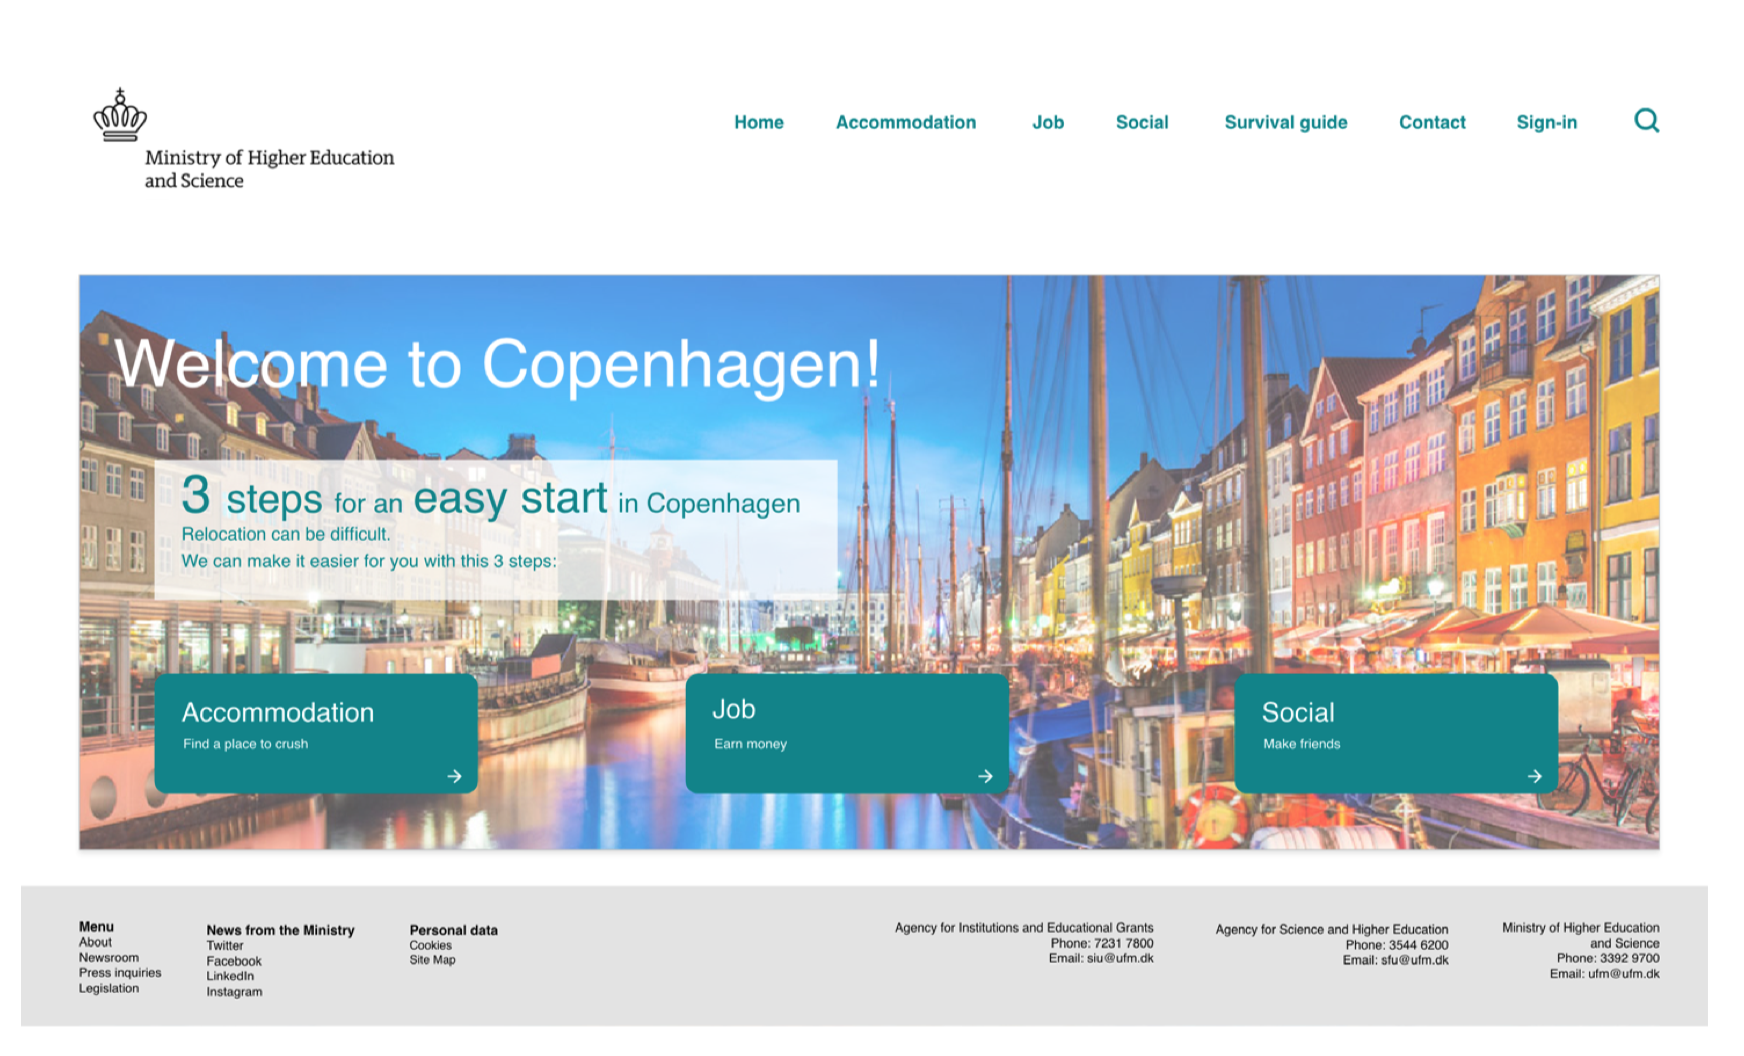 Ministry of Higher Education
and Science
Home Accommodation Job Social Survival guide Contact Sign-in
Welcome to Copenhagen!
3 steps for an easy start in Copenhagen
Relocation can be difficult.
We can make it easier for you with this 3 steps:
Accommodation
Find a place to crush
Job
Earn money
Social
Make friends
Menu
About
Newsroom
Press inquiries
Legislation
News from the Ministry
Twitter
Facebook
LinkedIn
Instagram
Personal data
Cookies
Site Map
Agency for Institutions and Educational Grants
Phone: 7231 7800
Email: siu@ufm.dk
Agency for Science and Higher Education
Phone: 3544 6200
Email: sfu@ufm.dk
Ministry of Higher Education
and Science
Phone: 3392 9700
Email: ufm@ufm.dk